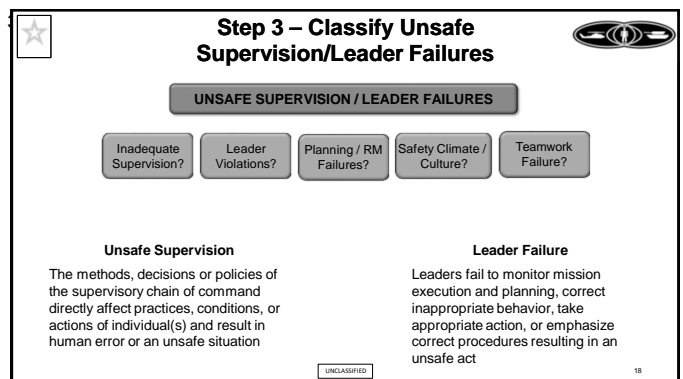 Step 3 – Classify Unsafe
Supervision/Leader Failures
UNSAFE SUPERVISION / LEADER FAILURES
Inadequate
Supervision?
Leader
Violations?
Planning / RM
Failures?
Safety Climate /
Culture?
Teamwork
Failure?
Unsafe Supervision
The methods, decisions or policies of
the supervisory chain of command
directly affect practices, conditions, or
actions of individual(s) and result in
human error or an unsafe situation
Leader Failure
Leaders fail to monitor mission
execution and planning, correct
inappropriate behavior, take
appropriate action, or emphasize
correct procedures resulting in an
unsafe act
UNCLASSIFIED
18